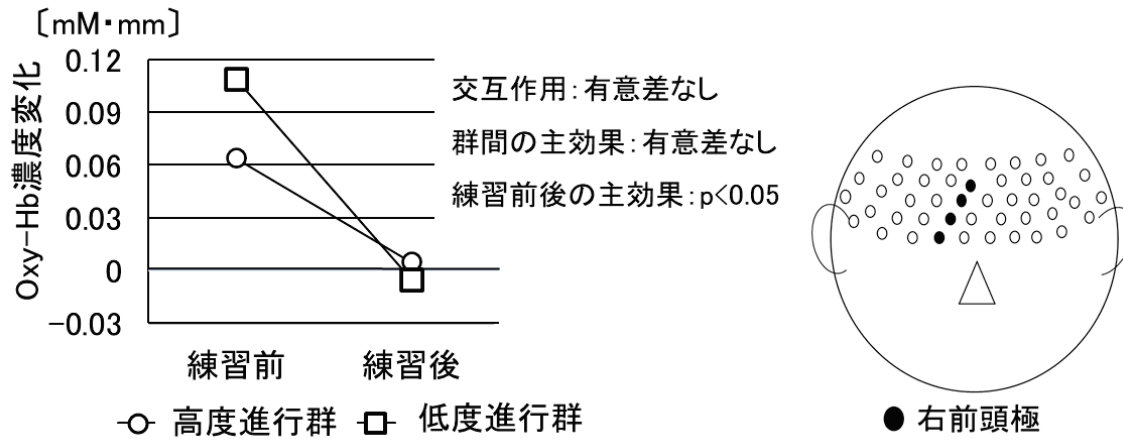 〔mM・mm〕
Oxy-Hb濃度変化
0.12
0.09
0.06
0.03
0
-0.03
練習前 練習後
高度進行群 低度進行群
交互作用：有意差なし
群間の主効果：有意差なし
練習前後の主効果：p<0.05
右前頭極